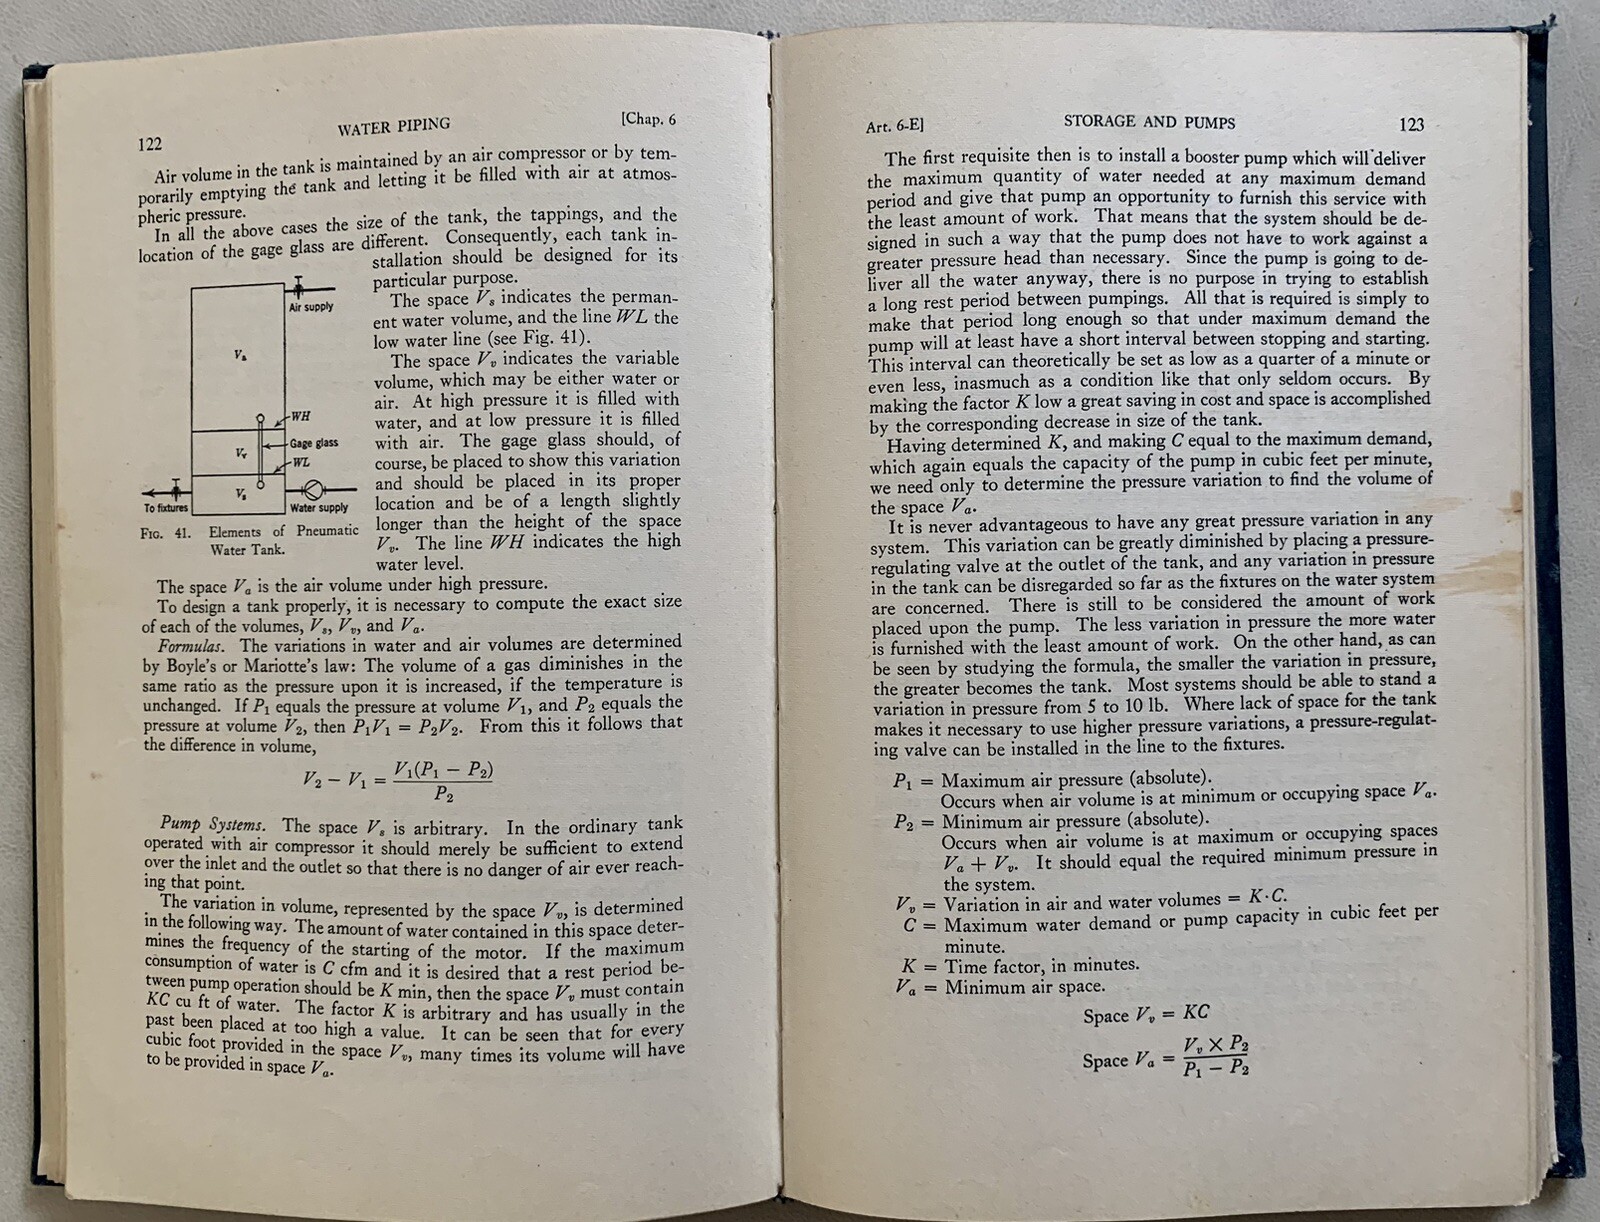 122
WATER PIPING
[Chap. 6
Air volume in the tank is maintained by an air compressor or by tem-
porarily emptying the tank and letting it be filled with air at atmos-
pheric pressure.
In all the above cases the size of the tank, the tappings, and the
location of the gage glass are different. Consequently, each tank in-
stallation should be designed for its
particular purpose.
The space Vs indicates the perman-
ent water volume, and the line WL the
low water line (see Fig. 41).
The space Vv indicates the variable
volume, which may be either water or
air. At high pressure it is filled with
water, and at low pressure it is filled
with air. The gage glass should, of
course, be placed to show this variation
and should be placed in its proper
location and be of a length slightly
longer than the height of the space
Vv. The line WH indicates the high
water level.
Air supply
Va
WH
Gage glass
Vv
WL
Vs
To fixtures
Water supply
FIG. 41. Elements of Pneumatic
Water Tank.
The space Va is the air volume under high pressure.
To design a tank properly, it is necessary to compute the exact size
of each of the volumes, Vs, Vv, and Va.
Formulas. The variations in water and air volumes are determined
by Boyle's or Mariotte's law: The volume of a gas diminishes in the
same ratio as the pressure upon it is increased, if the temperature is
unchanged. If P1 equals the pressure at volume V1, and P2 equals the
pressure at volume V2, then P1V1 = P2V2. From this it follows that
the difference in volume,
V2 − V1 = V1(P1 − P2)
P2
Pump Systems. The space Vs is arbitrary. In the ordinary tank
operated with air compressor it should merely be sufficient to extend
over the inlet and the outlet so that there is no danger of air ever reach-
ing that point.
The variation in volume, represented by the space Vv, is determined
in the following way. The amount of water contained in this space deter-
mines the frequency of the starting of the motor. If the maximum
consumption of water is C cfm and it is desired that a rest period be-
tween pump operation should be K min, then the space Vv must contain
KC cu ft of water. The factor K is arbitrary and has usually in the
past been placed at too high a value. It can be seen that for every
cubic foot provided in the space Vv, many times its volume will have
to be provided in space Va.
Art. 6-E]
STORAGE AND PUMPS
123
The first requisite then is to install a booster pump which will deliver
the maximum quantity of water needed at any maximum demand
period and give that pump an opportunity to furnish this service with
the least amount of work. That means that the system should be de-
signed in such a way that the pump does not have to work against a
greater pressure head than necessary. Since the pump is going to de-
liver all the water anyway, there is no purpose in trying to establish
a long rest period between pumpings. All that is required is simply to
make that period long enough so that under maximum demand the
pump will at least have a short interval between stopping and starting.
This interval can theoretically be set as low as a quarter of a minute or
even less, inasmuch as a condition like that only seldom occurs. By
making the factor K low a great saving in cost and space is accomplished
by the corresponding decrease in size of the tank.
Having determined K, and making C equal to the maximum demand,
which again equals the capacity of the pump in cubic feet per minute,
we need only to determine the pressure variation to find the volume of
the space Va.
It is never advantageous to have any great pressure variation in any
system. This variation can be greatly diminished by placing a pressure-
regulating valve at the outlet of the tank, and any variation in pressure
in the tank can be disregarded so far as the fixtures on the water system
are concerned. There is still to be considered the amount of work
placed upon the pump. The less variation in pressure the more water
is furnished with the least amount of work. On the other hand, as can
be seen by studying the formula, the smaller the variation in pressure,
the greater becomes the tank. Most systems should be able to stand a
variation in pressure from 5 to 10 lb. Where lack of space for the tank
makes it necessary to use higher pressure variations, a pressure-regulat-
ing valve can be installed in the line to the fixtures.
P1 = Maximum air pressure (absolute).
Occurs when air volume is at minimum or occupying space Va.
P2 = Minimum air pressure (absolute).
Occurs when air volume is at maximum or occupying spaces
Va + Vv. It should equal the required minimum pressure in
the system.
Vv = Variation in air and water volumes = K·C.
C = Maximum water demand or pump capacity in cubic feet per
minute.
K = Time factor, in minutes.
Va = Minimum air space.
Space Vv = KC
Space Va = Vv × P2
P1 − P2